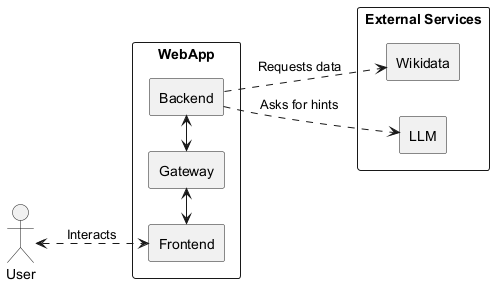 External Services
WebApp
Requests data
Wikidata
Backend
Asks for hints
LLM
Gateway
Interacts
Frontend
User